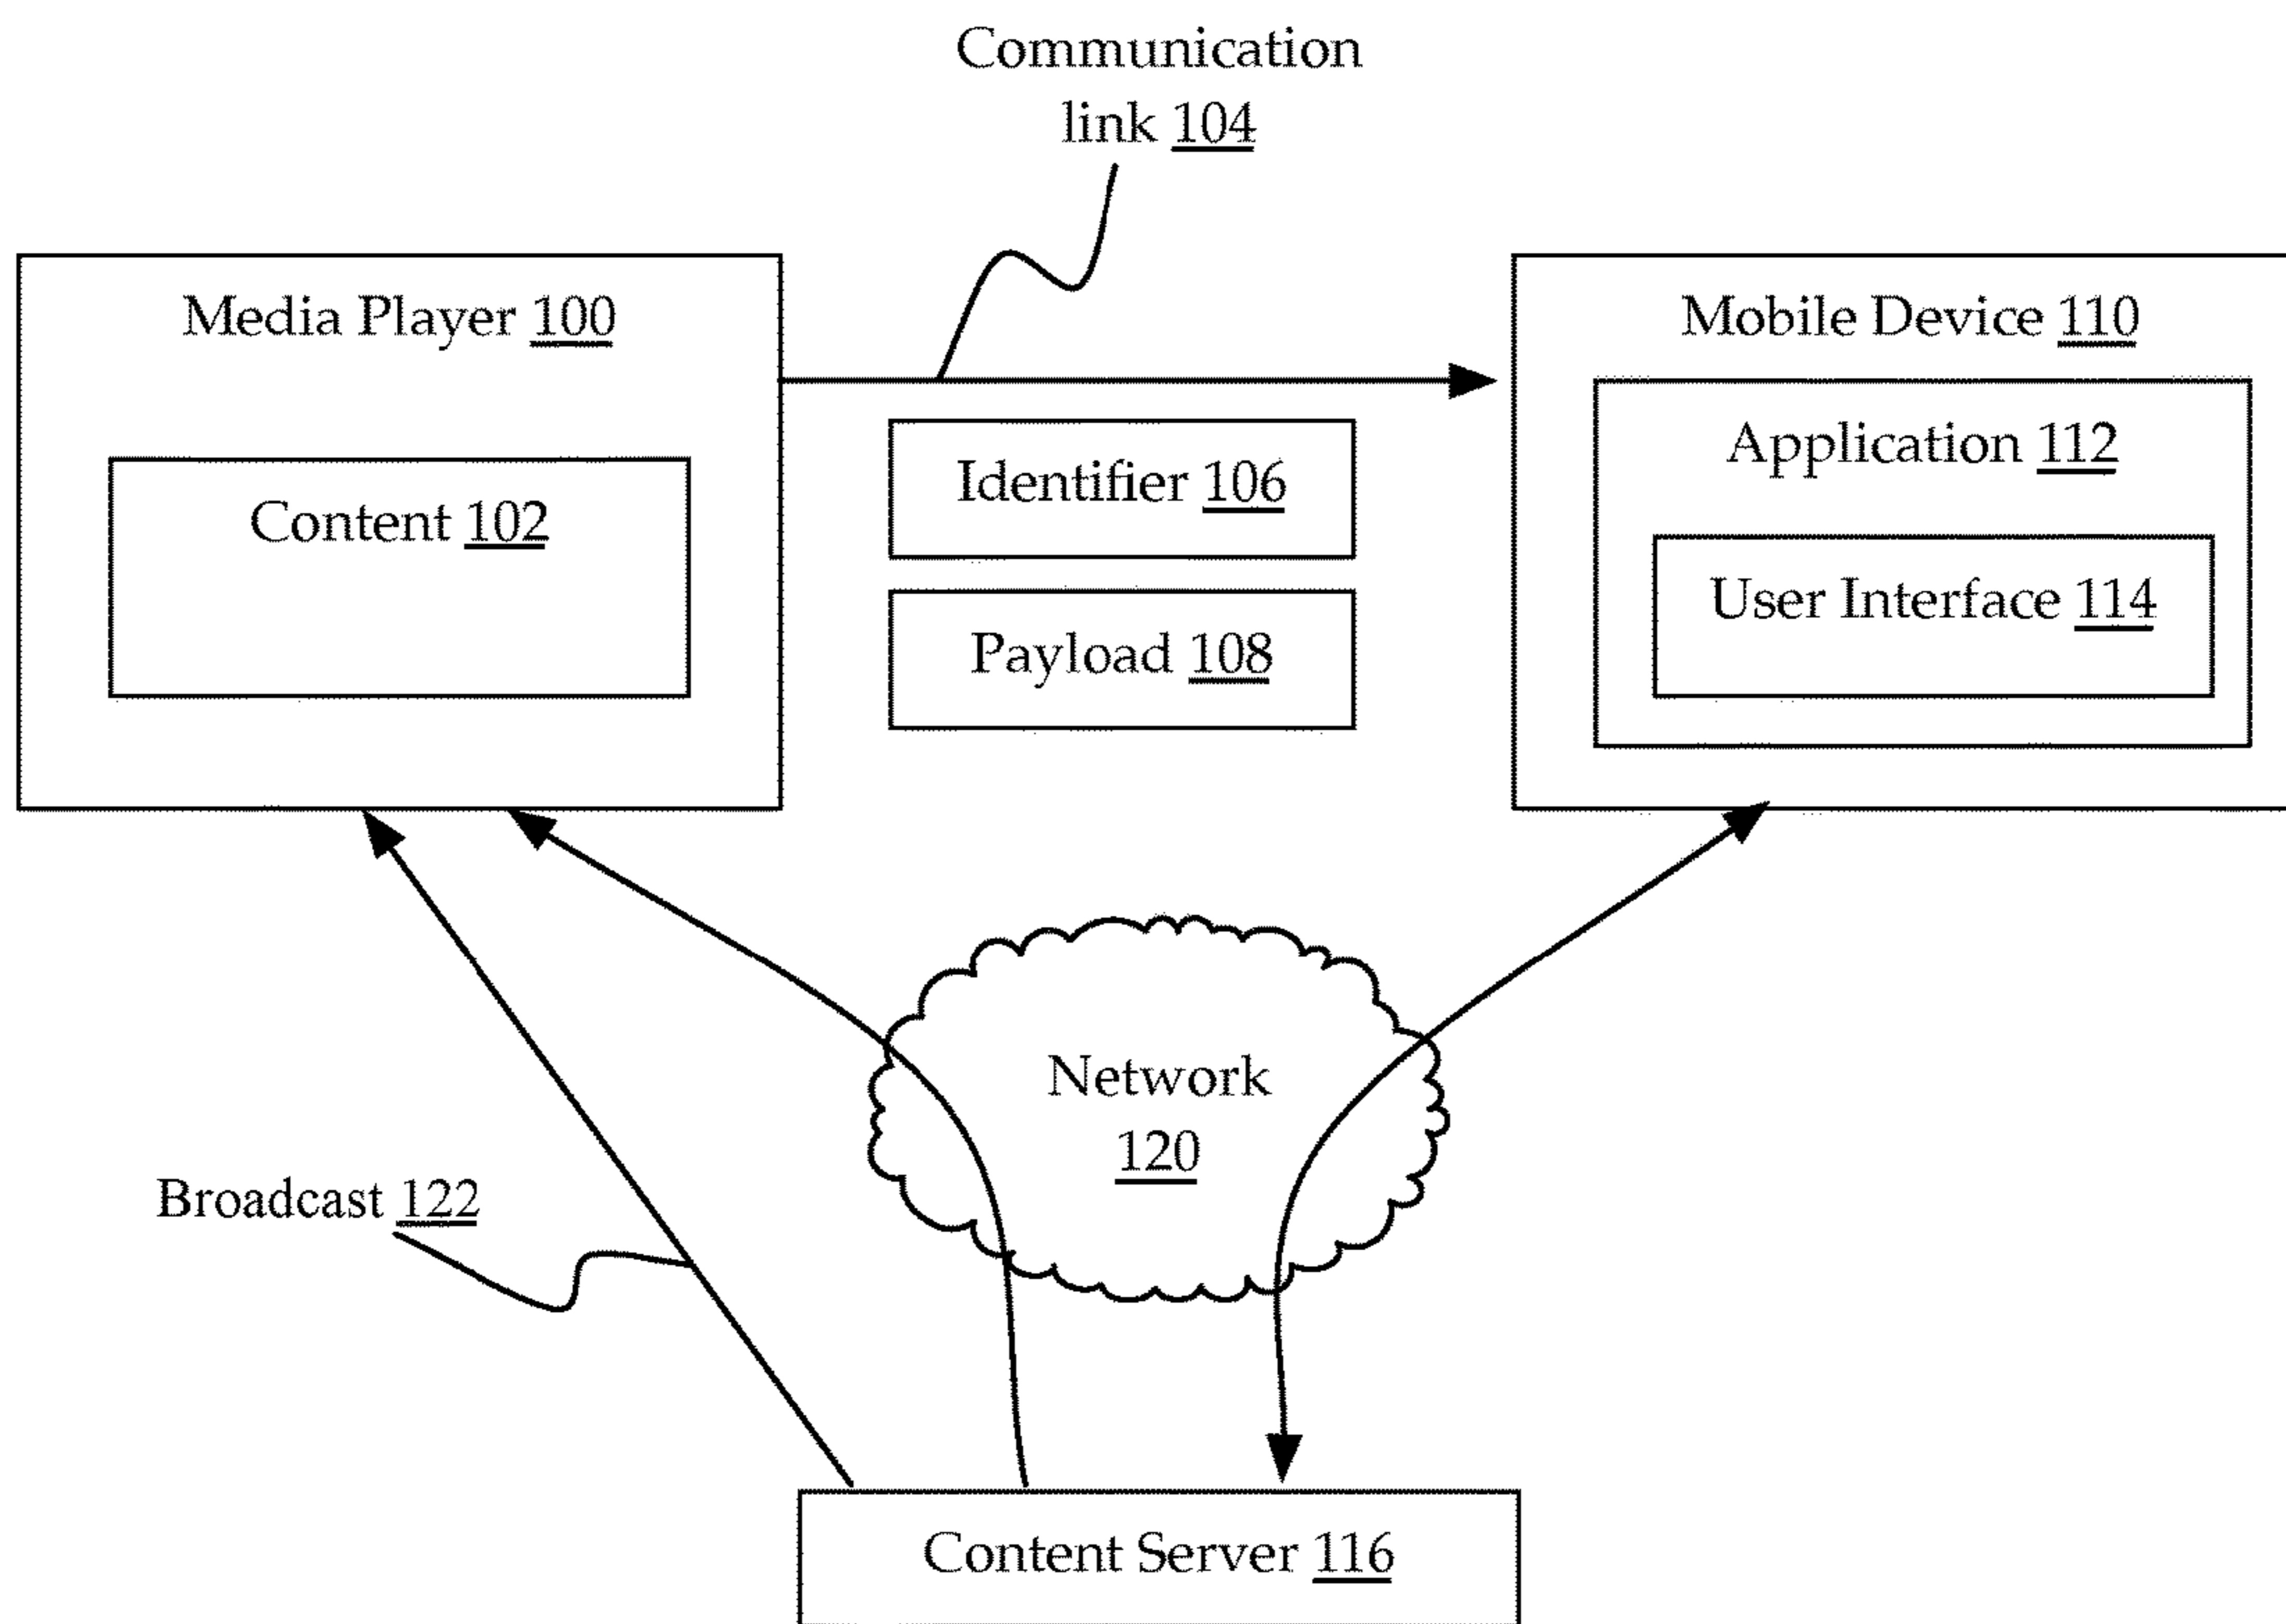 Communication
link 104
Media Player 100
Mobile Device 110
Content 102
Identifier 106
Payload 108
Application 112
User Interface 114
Network
120
Broadcast 122
Content Server 116